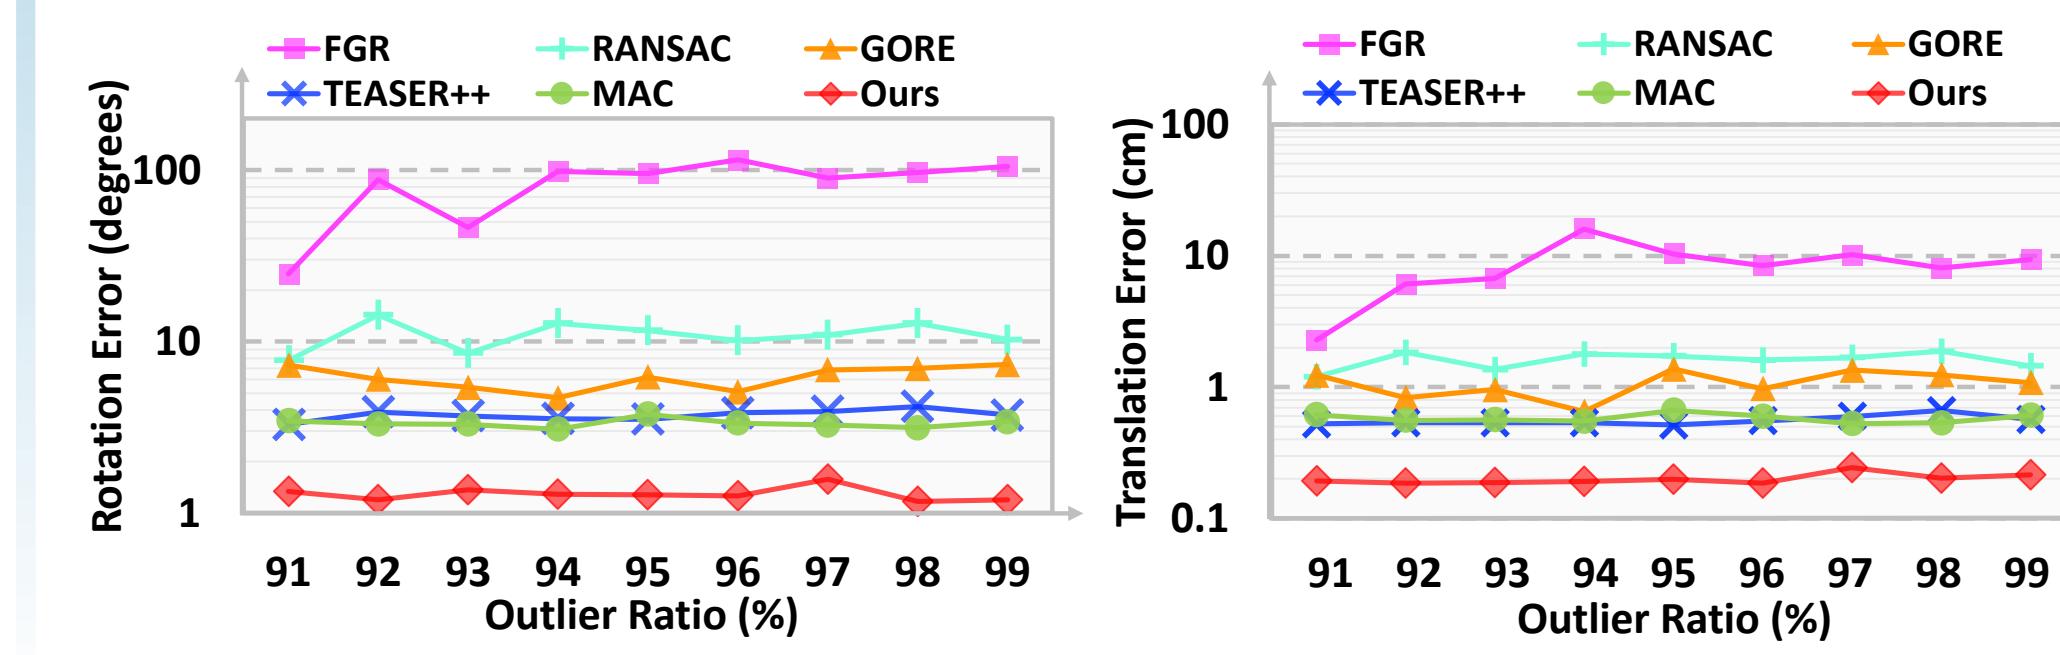 FGR RANSAC GORE
TEASER++ MAC Ours
Rotation Error (degrees)
100
10
1
91 92 93 94 95 96 97 98 99
Outlier Ratio (%)
FGR RANSAC GORE
TEASER++ MAC Ours
Translation Error (cm)
100
10
1
0.1
91 92 93 94 95 96 97 98 99
Outlier Ratio (%)